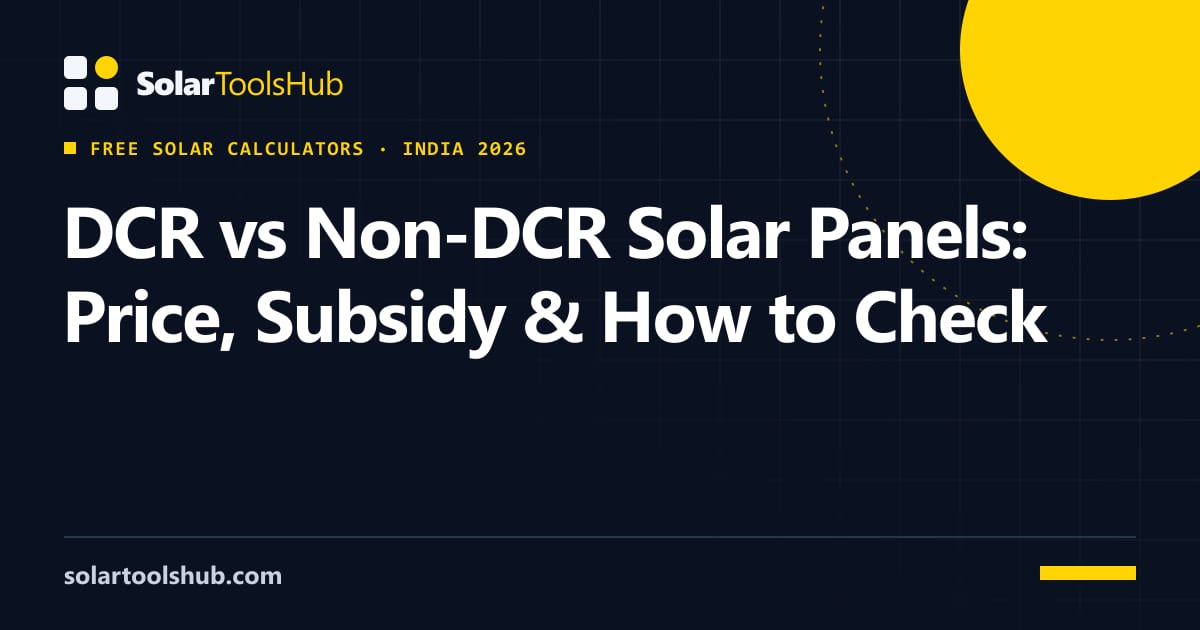 SolarToolsHub
FREE SOLAR CALCULATORS · INDIA 2026
DCR vs Non-DCR Solar Panels:
Price, Subsidy & How to Check
solartoolshub.com